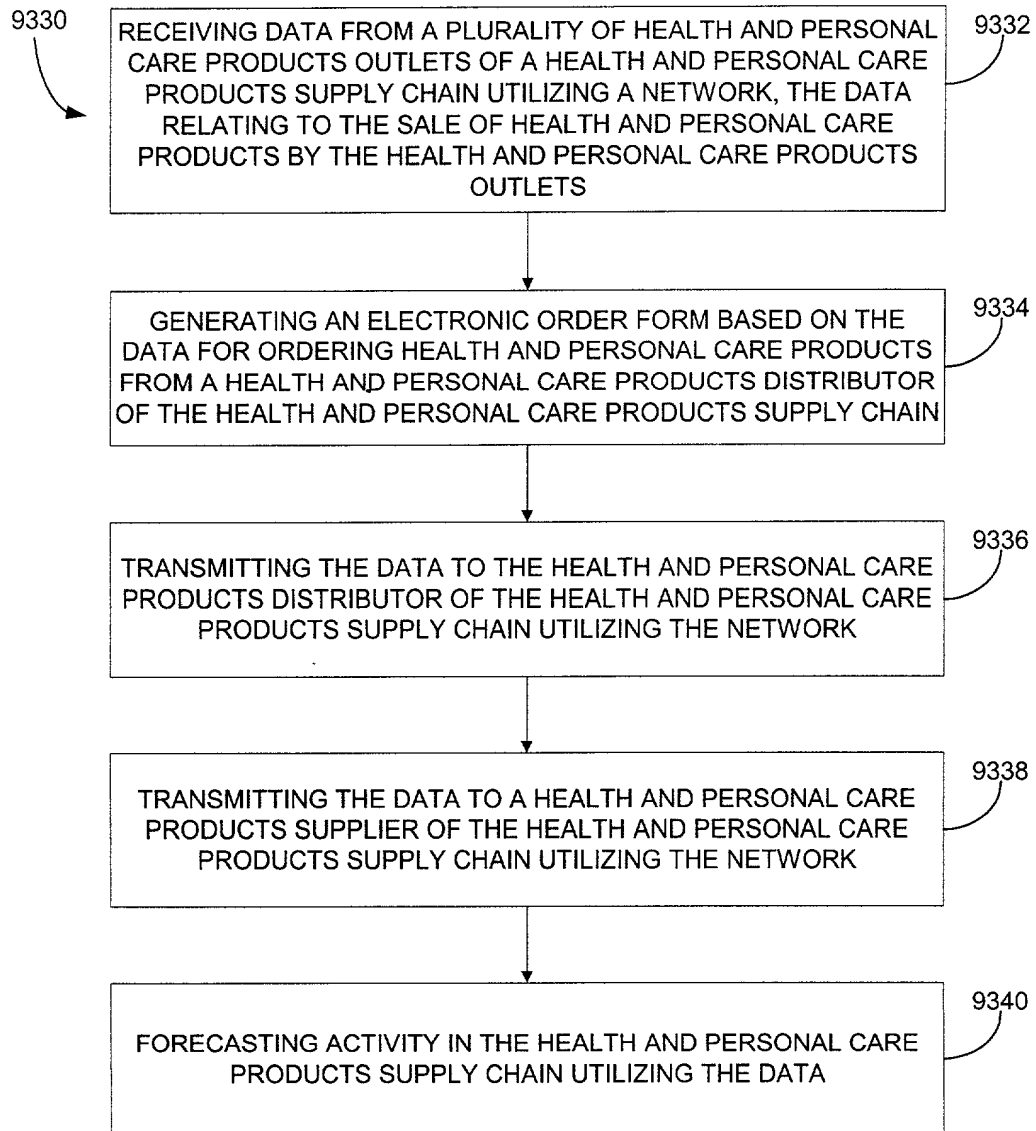 9330
RECEIVING DATA FROM A PLURALITY OF HEALTH AND PERSONAL
CARE PRODUCTS OUTLETS OF A HEALTH AND PERSONAL CARE
PRODUCTS SUPPLY CHAIN UTILIZING A NETWORK, THE DATA
RELATING TO THE SALE OF HEALTH AND PERSONAL CARE
PRODUCTS BY THE HEALTH AND PERSONAL CARE PRODUCTS
OUTLETS
9332
GENERATING AN ELECTRONIC ORDER FORM BASED ON THE
DATA FOR ORDERING HEALTH AND PERSONAL CARE PRODUCTS
FROM A HEALTH AND PERSONAL CARE PRODUCTS DISTRIBUTOR
OF THE HEALTH AND PERSONAL CARE PRODUCTS SUPPLY CHAIN
9334
TRANSMITTING THE DATA TO THE HEALTH AND PERSONAL CARE
PRODUCTS DISTRIBUTOR OF THE HEALTH AND PERSONAL CARE
PRODUCTS SUPPLY CHAIN UTILIZING THE NETWORK
9336
TRANSMITTING THE DATA TO A HEALTH AND PERSONAL CARE
PRODUCTS SUPPLIER OF THE HEALTH AND PERSONAL CARE
PRODUCTS SUPPLY CHAIN UTILIZING THE NETWORK
9338
FORECASTING ACTIVITY IN THE HEALTH AND PERSONAL CARE
PRODUCTS SUPPLY CHAIN UTILIZING THE DATA
9340